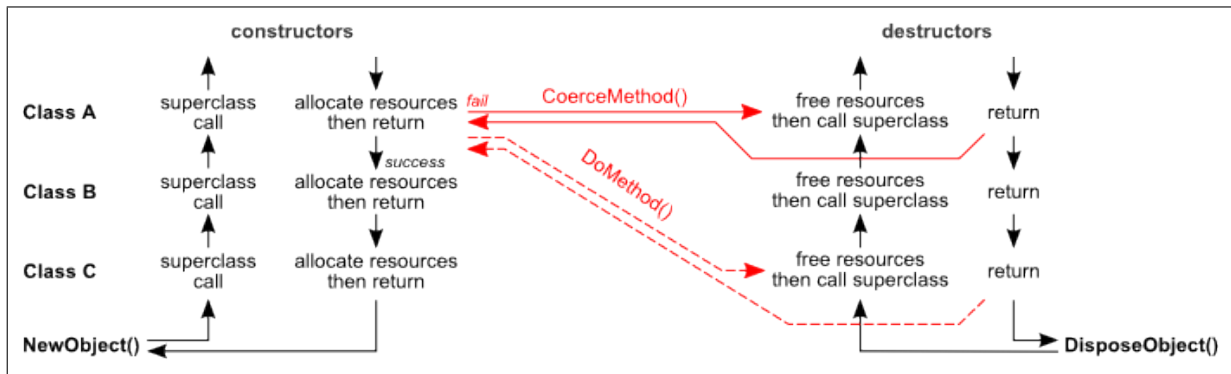 constructors
destructors
Class A
superclass
call
allocate resources
then return
fail
CoerceMethod()
free resources
then call superclass
return
success
DoMethod()
Class B
superclass
call
allocate resources
then return
free resources
then call superclass
return
Class C
superclass
call
allocate resources
then return
free resources
then call superclass
return
NewObject()
DisposeObject()